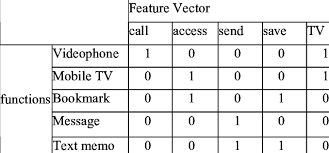 Feature Vector
call access send save TV
Videophone 1 0 0 0 1
Mobile TV 0 1 0 0 1
functions Bookmark 0 1 0 1 0
Message 0 0 1 0 0
Text memo 0 0 1 1 0